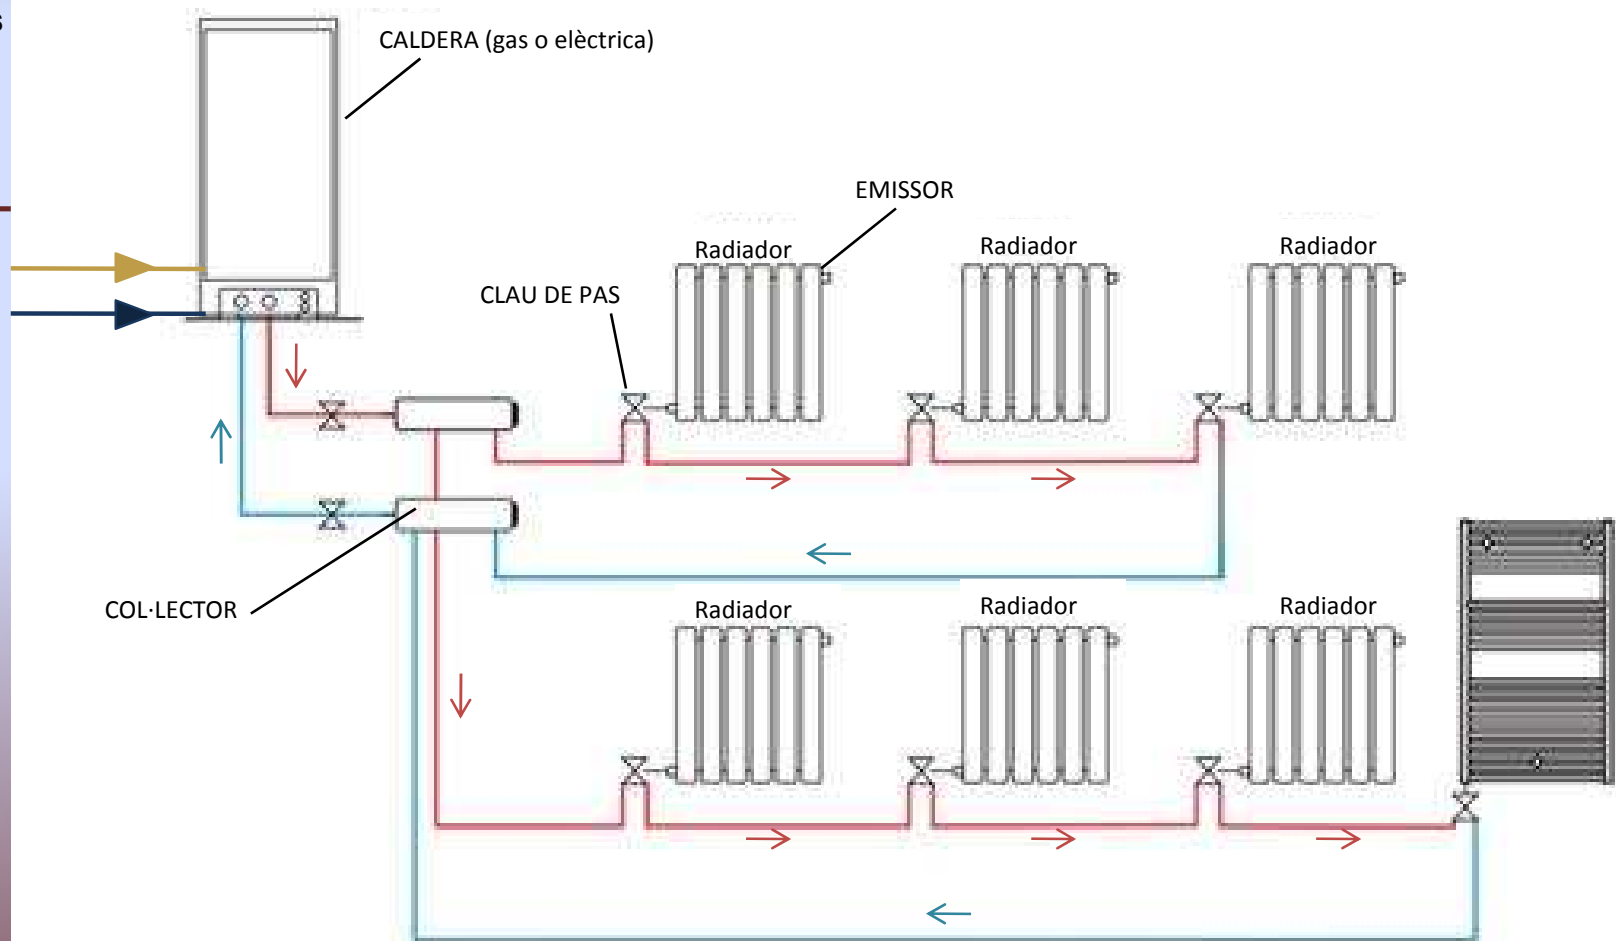 s
CALDERA (gas o elèctrica)
EMISSOR
Radiador
Radiador
Radiador
CLAU DE PAS
COL·LECTOR
Radiador
Radiador
Radiador